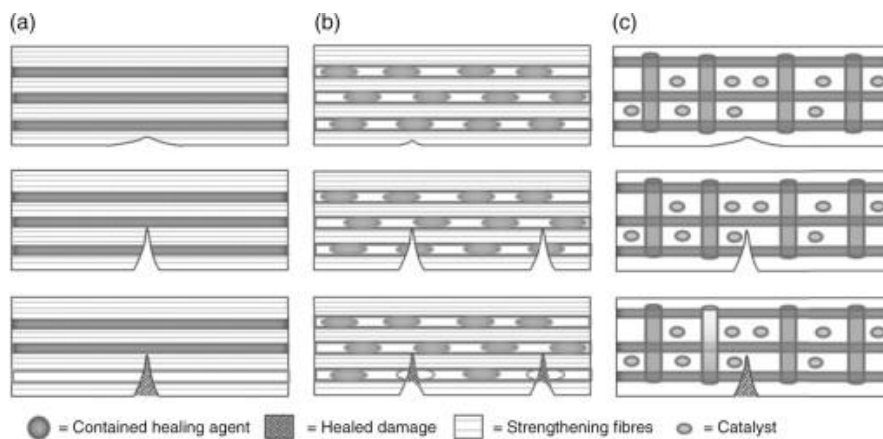 (a) (b) (c)
= Contained healing agent = Healed damage = Strengthening fibres = Catalyst